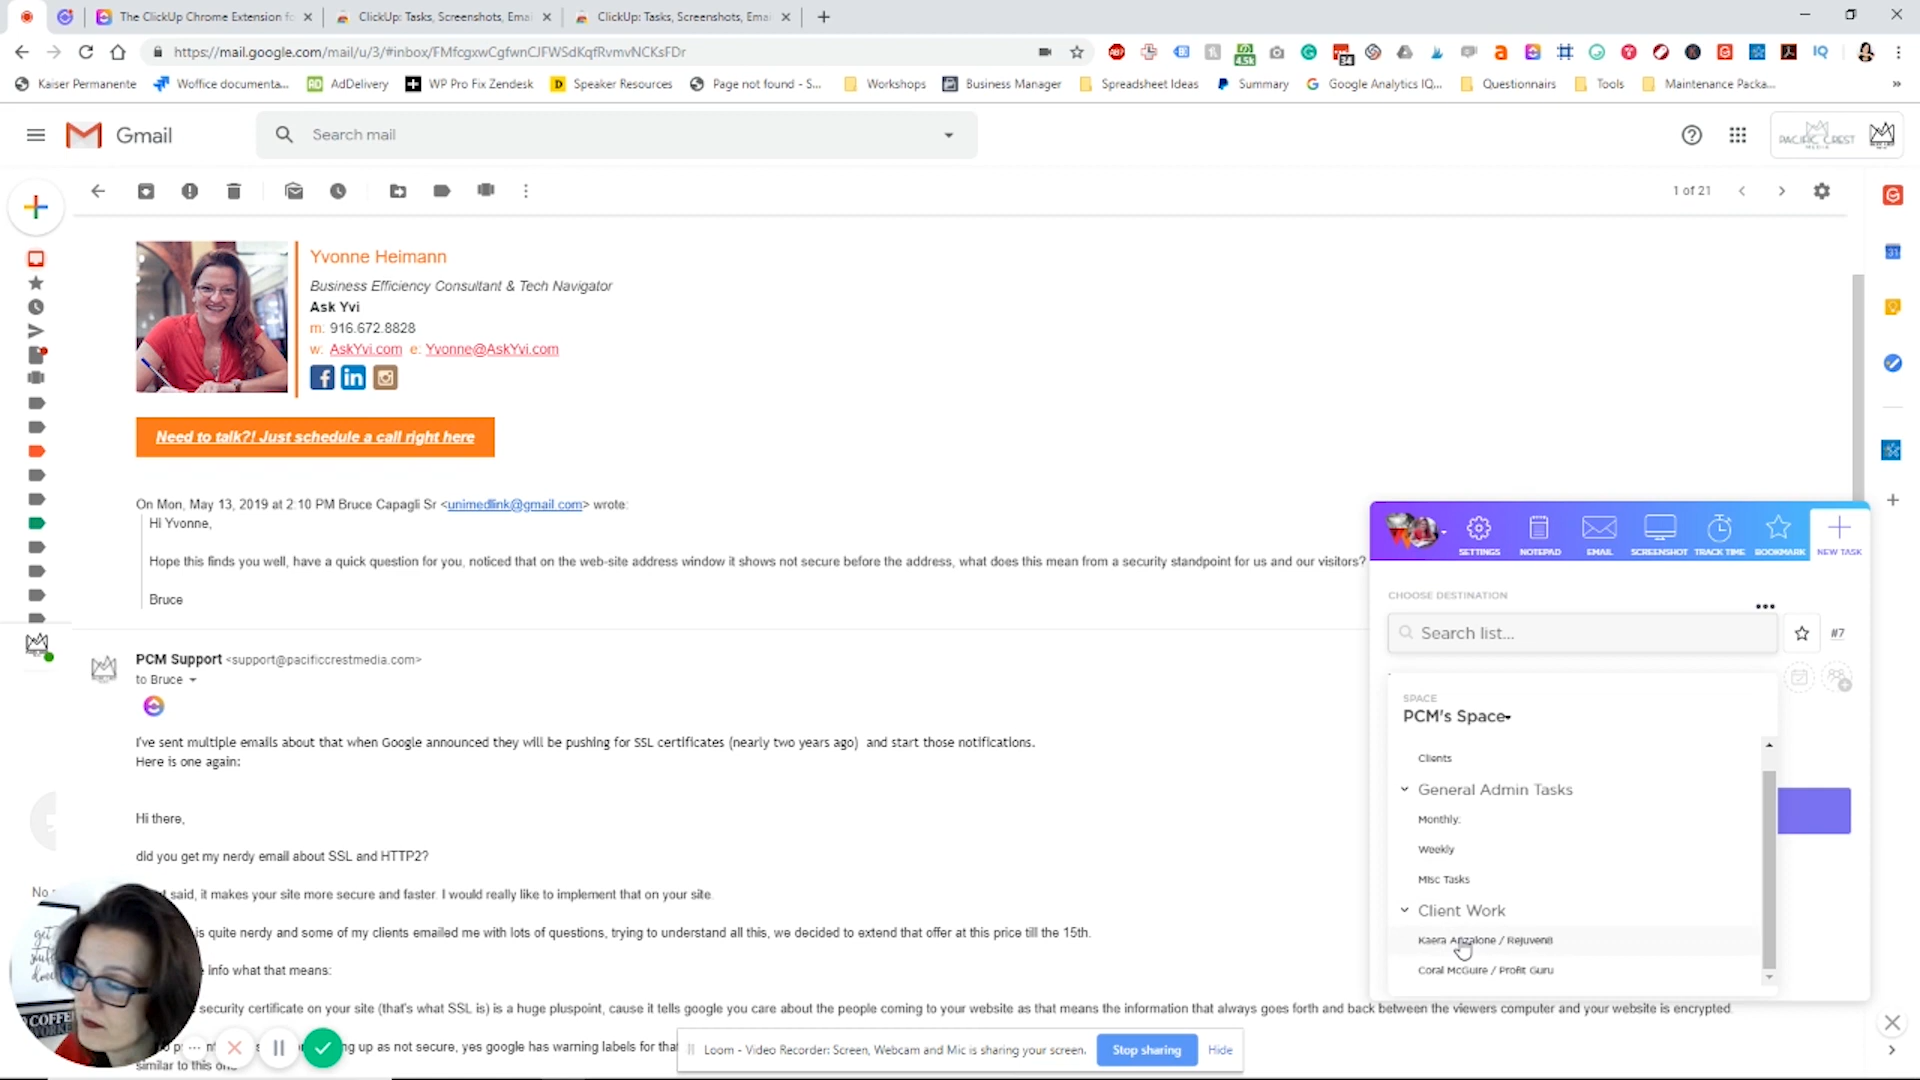 The ClickUp Chrome Extension fo
ClickUp: Tasks, Screenshots, Emai
ClickUp: Tasks, Screenshots, Emai
https://mail.google.com/mail/u/3/#inbox/FMfcgxwCgfwnCJFWSdKqfRvmvNCKsFDr
4.5k
34
IQ
Kaiser Permanente
Woffice documenta...
AdDelivery
WP Pro Fix Zendesk
Speaker Resources
Page not found - S...
Workshops
Business Manager
Spreadsheet Ideas
Summary
Google Analytics IQ...
Questionnairs
Tools
Maintenance Packa...
Gmail
Search mail
PACIFIC CREST
MEDIA
1 of 21
Yvonne Heimann
Business Efficiency Consultant & Tech Navigator
Ask Yvi
m: 916.672.8828
w: AskYvi.com e: Yvonne@AskYvi.com
Need to talk?! Just schedule a call right here
On Mon, May 13, 2019 at 2:10 PM Bruce Capagli Sr <unimedlink@gmail.com> wrote:
HI Yvonne,
Hope this finds you well, have a quick question for you, noticed that on the web-site address window it shows not secure before the address, what does this mean from a security standpoint for us and our visitors?
Bruce
PCM Support <support@pacificcrestmedia.com>
to Bruce
I've sent multiple emails about that when Google announced they will be pushing for SSL certificates (nearly two years ago) and start those notifications.
Here is one again:
Hi there,
did you get my nerdy email about SSL and HTTP2?
said, it makes your site more secure and faster. I would really like to implement that on your site.
is quite nerdy and some of my clients emailed me with lots of questions, trying to understand all this, we decided to extend that offer at this price till the 15th.
info what that means:
security certificate on your site (that's what SSL is) is a huge pluspoint, cause it tells google you care about the people coming to your website as that means the information that always goes forth and back between the viewers computer and your website is encrypted.
ng up as not secure, yes google has warning labels for that
similar to this on
No
get
COFFE
SETTINGS
NOTEPAD
EMAIL
SCREENSHOT
TRACK TIME
BOOKMARK
NEW TASK
CHOOSE DESTINATION
Search list...
#7
SPACE
PCM's Space
Clients
General Admin Tasks
Monthly:
Weekly
Misc Tasks
Client Work
Kaera Anzalone / Rejuven8
Coral McGuire / Profit Guru
Loom - Video Recorder: Screen, Webcam and Mic is sharing your screen.
Stop sharing
Hide